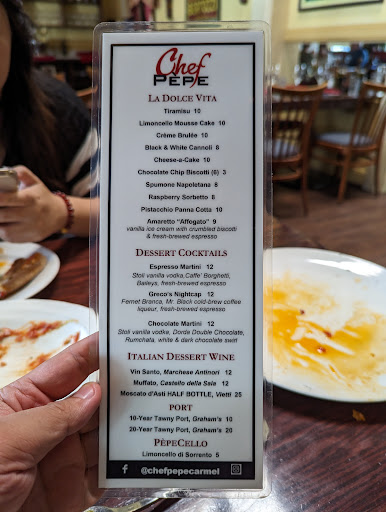 Chef
PEPE
LA DOLCE VITA
Tiramisu 10
Limoncello Mousse Cake 10
Crème Brulée 10
Black & White Cannoli 8
Cheese-a-Cake 10
Chocolate Chip Biscotti (6) 3
Spumone Napoletana 8
Raspberry Sorbetto 8
Pistacchio Panna Cotta 10
Amaretto "Affogato" 9
vanilla ice cream with crumbled biscotti
& fresh-brewed espresso
DESSERT COCKTAILS
Espresso Martini 12
Stoli vanilla vodka,Caffe' Borghetti,
Baileys, fresh-brewed espresso
Greco's Nightcap 12
Fernet Branca, Mr. Black cold-brew coffee
liqueur, fresh-brewed espresso
Chocolate Martini 12
Stoli vanilla vodka, Dorda Double Chocolate,
Rumchata, white & dark chocolate swirl
ITALIAN DESSERT WINE
Vin Santo, Marchese Antinori 12
Muffato, Castello della Sala 12
Moscato d'Asti HALF BOTTLE, Vietti 25
PORT
10-Year Tawny Port, Graham's 10
20-Year Tawny Port, Graham's 20
PÉPECELLO
Limoncello di Sorrento 5
@chefpepecarmel